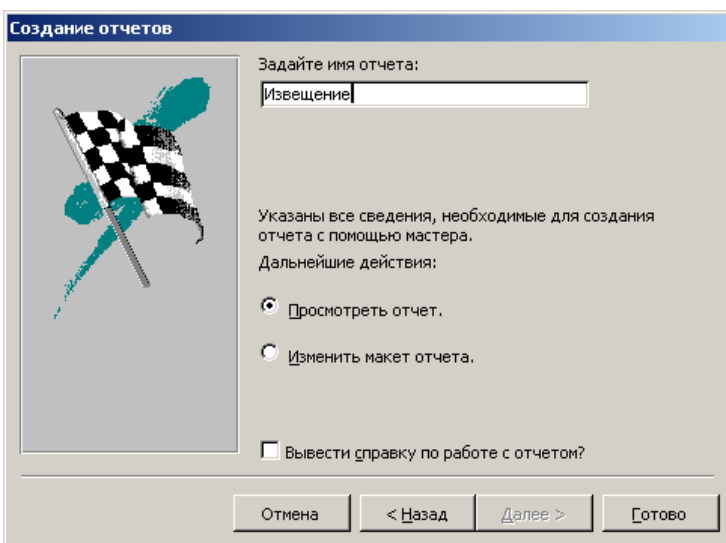 Создание отчетов
Задайте имя отчета:
Извещение
Указаны все сведения, необходимые для создания
отчета с помощью мастера.
Дальнейшие действия:
Просмотреть отчет.
Изменить макет отчета.
Вывести справку по работе с отчетом?
Отмена
< Назад
Далее >
Готово